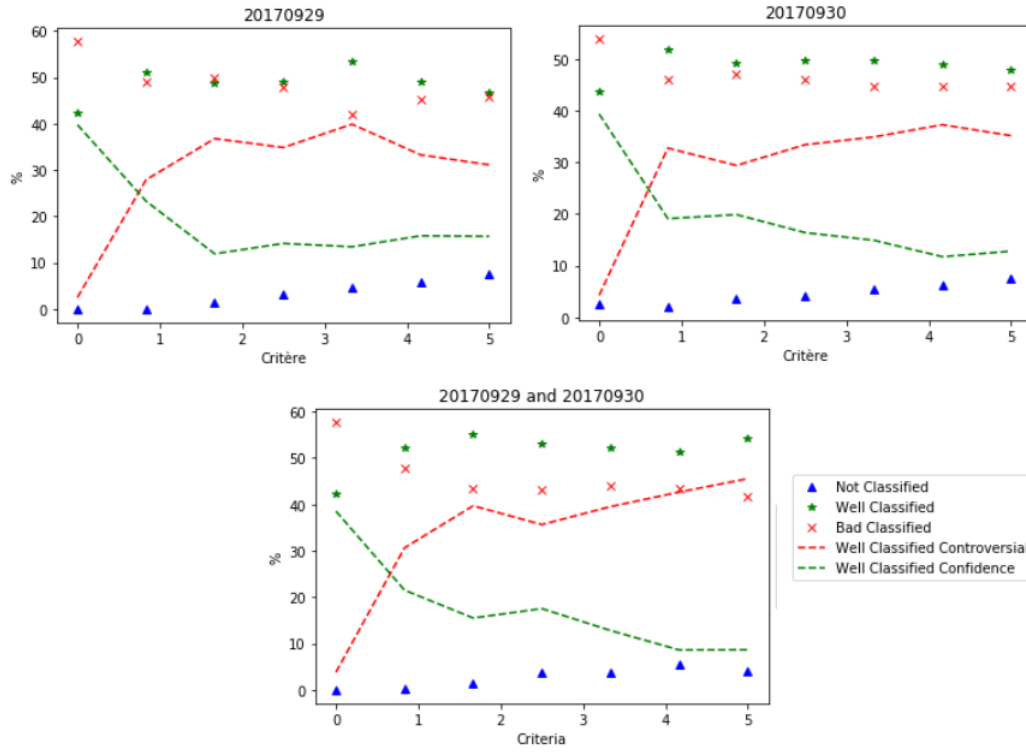 20170929
60
50
40
30
20
10
0
%
0 1 2 3 4 5
Critère
20170930
50
40
30
20
10
0
%
0 1 2 3 4 5
Critère
20170929 and 20170930
60
50
40
30
20
10
0
%
0 1 2 3 4 5
Criteria
Not Classified
Well Classified
Bad Classified
Well Classified Controversial
Well Classified Confidence